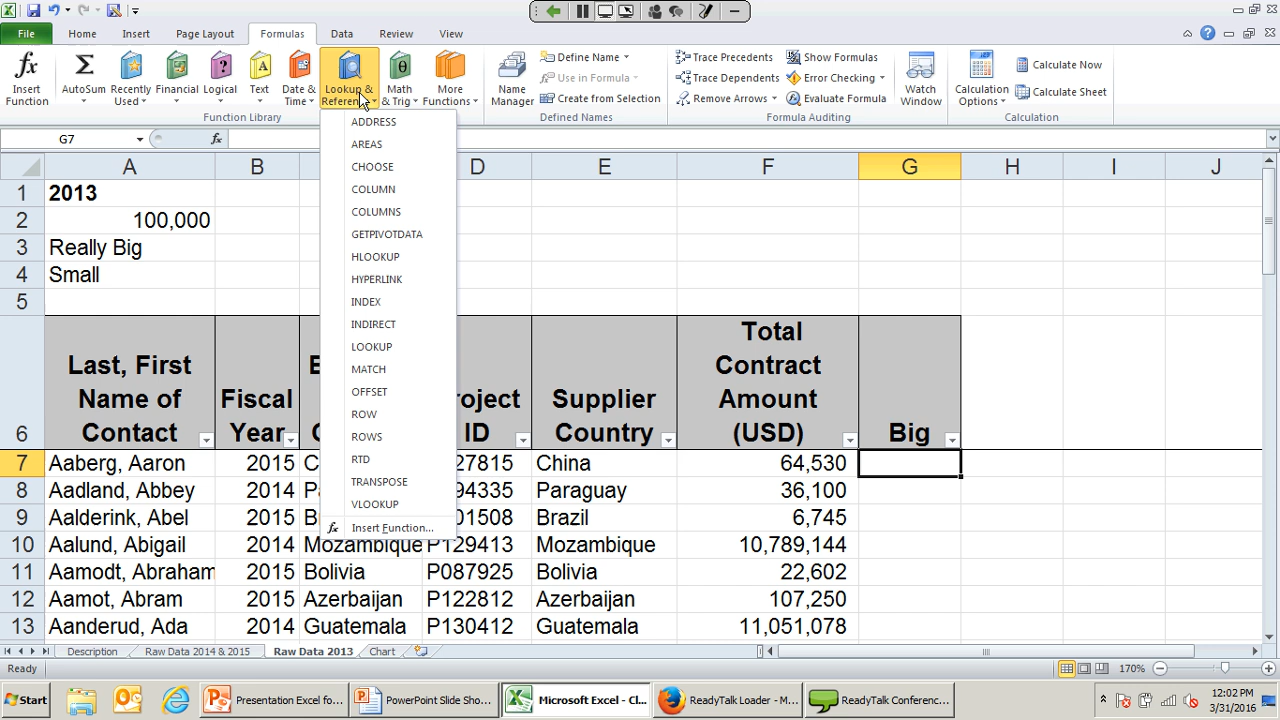 File Home Insert Page Layout Formulas Data Review View
fx Σ ? A θ
Insert Function AutoSum Recently Used Financial Logical Text Date & Time Lookup & Reference Math & Trig More Functions
Function Library
Name Manager
Define Name
Use in Formula
Create from Selection
Defined Names
Trace Precedents Show Formulas
Trace Dependents Error Checking
Remove Arrows Evaluate Formula
Formula Auditing
Watch Window
Calculation Options
Calculate Now
Calculate Sheet
Calculation
G7 fx
ADDRESS
AREAS
CHOOSE
COLUMN
COLUMNS
GETPIVOTDATA
HLOOKUP
HYPERLINK
INDEX
INDIRECT
LOOKUP
MATCH
OFFSET
ROW
ROWS
RTD
TRANSPOSE
VLOOKUP
fx Insert Function...
A B D E F G H I J
1 2013
2 100,000
3 Really Big
4 Small
5
6 Last, First Name of Contact Fiscal Year Supplier Country Total Contract Amount (USD) Big
7 Aaberg, Aaron 2015 27815 China 64,530
8 Aadland, Abbey 2014 94335 Paraguay 36,100
9 Aalderink, Abel 2015 01508 Brazil 6,745
10 Aalund, Abigail 2014 Mozambique P129413 Mozambique 10,789,144
11 Aamodt, Abraham 2015 Bolivia P087925 Bolivia 22,602
12 Aamot, Abram 2015 Azerbaijan P122812 Azerbaijan 107,250
13 Aanderud, Ada 2014 Guatemala P130412 Guatemala 11,051,078
Description Raw Data 2014 & 2015 Raw Data 2013 Chart
Ready 170%
Start Presentation Excel fo... PowerPoint Slide Sho... Microsoft Excel - Cl... ReadyTalk Loader - M... ReadyTalk Conferenc... 12:02 PM
3/31/2016